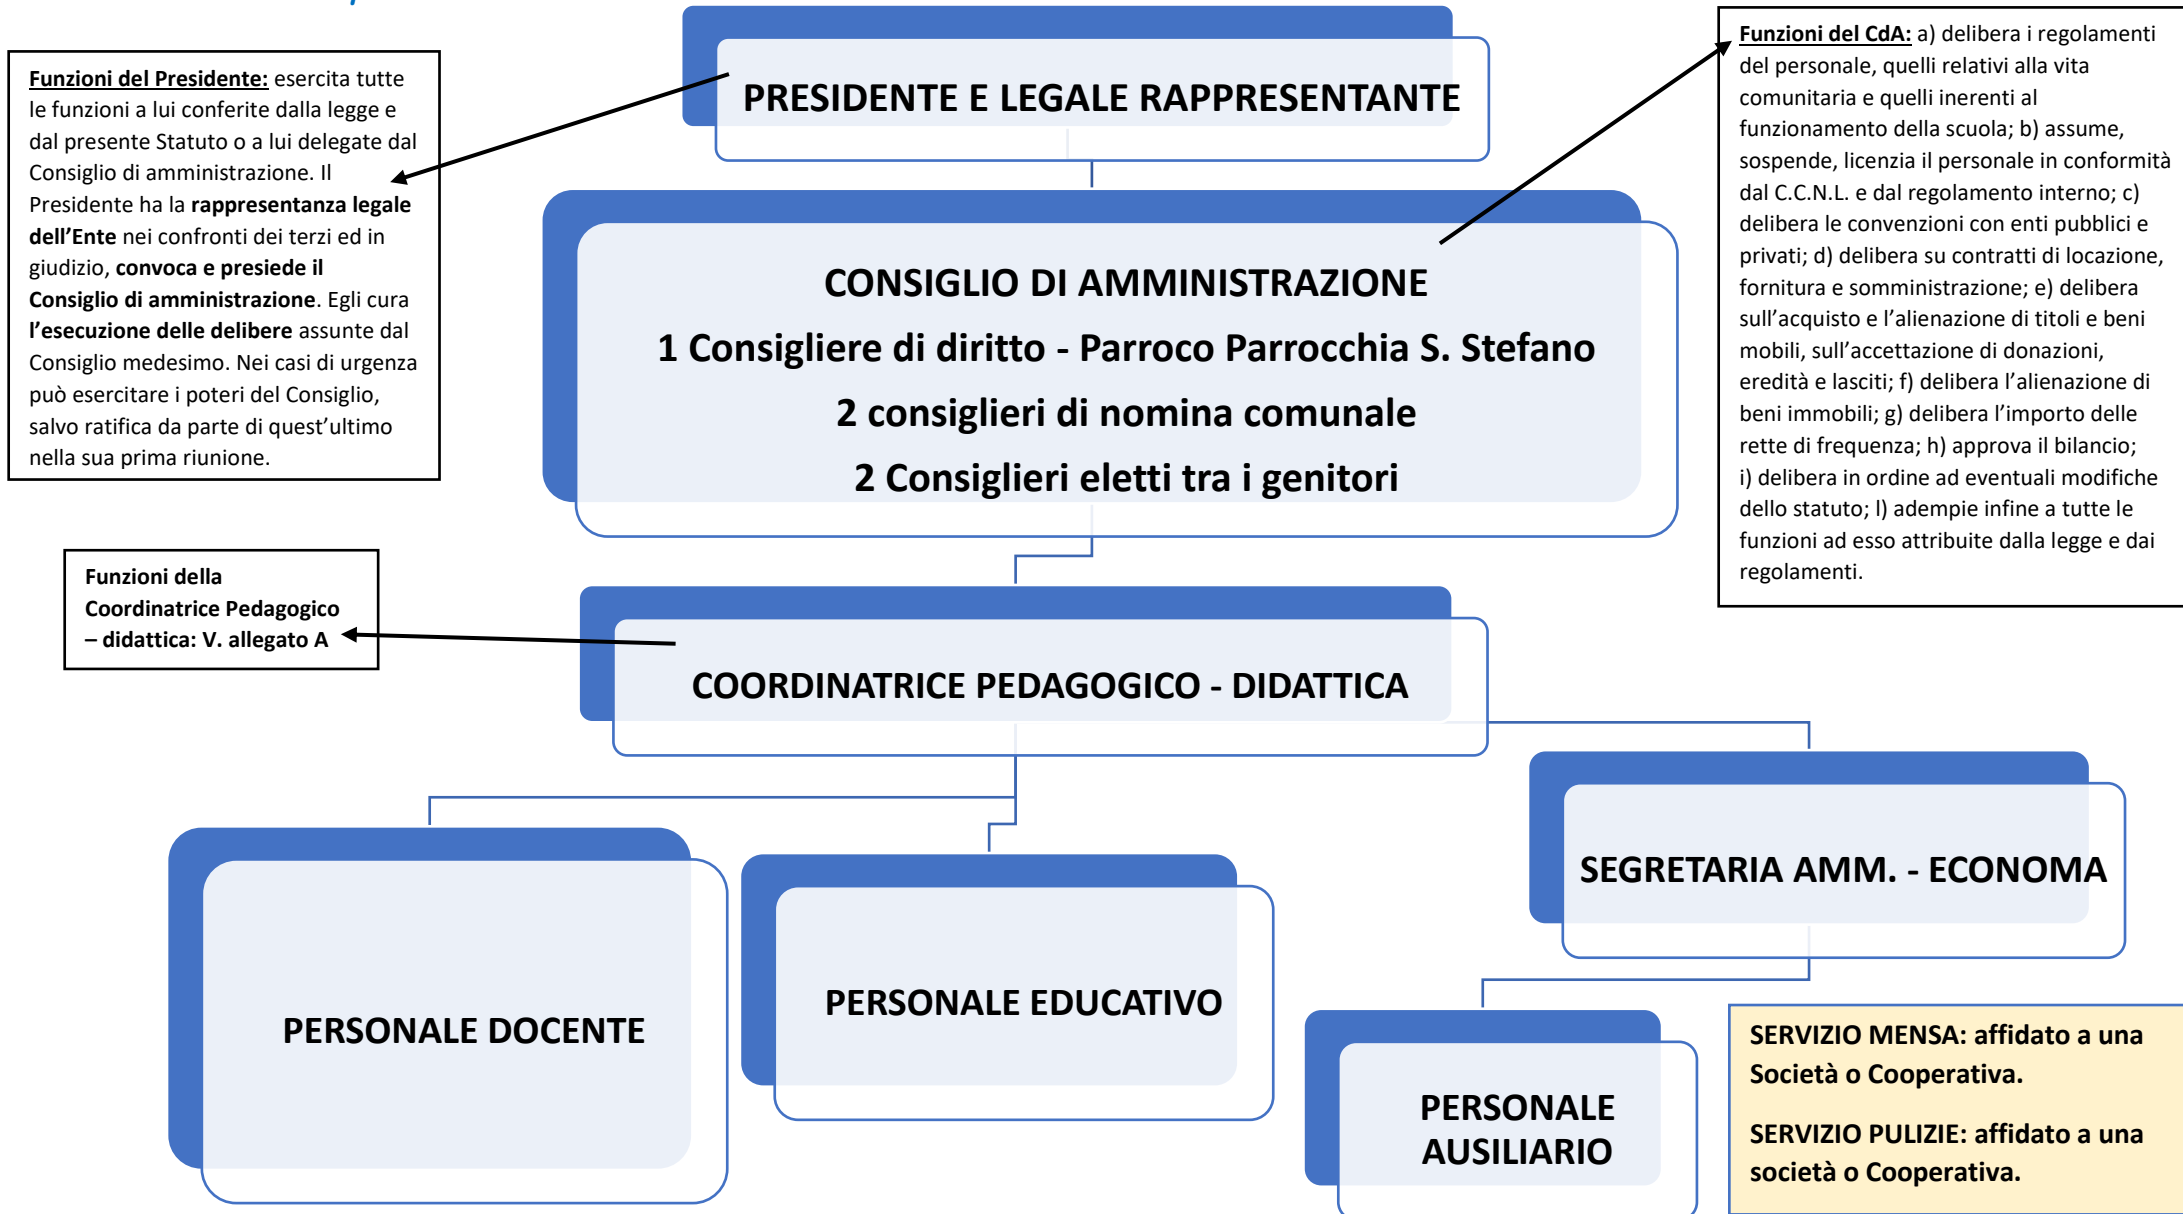 PRESIDENTE E LEGALE RAPPRESENTANTE
Funzioni del Presidente: esercita tutte
le funzioni a lui conferite dalla legge e
dal presente Statuto o a lui delegate dal
Consiglio di amministrazione. Il
Presidente ha la rappresentanza legale
dell’Ente nei confronti dei terzi ed in
giudizio, convoca e presiede il
Consiglio di amministrazione. Egli cura
l’esecuzione delle delibere assunte dal
Consiglio medesimo. Nei casi di urgenza
può esercitare i poteri del Consiglio,
salvo ratifica da parte di quest’ultimo
nella sua prima riunione.
Funzioni del CdA: a) delibera i regolamenti
del personale, quelli relativi alla vita
comunitaria e quelli inerenti al
funzionamento della scuola; b) assume,
sospende, licenzia il personale in conformità
dal C.C.N.L. e dal regolamento interno; c)
delibera le convenzioni con enti pubblici e
privati; d) delibera su contratti di locazione,
fornitura e somministrazione; e) delibera
sull’acquisto e l’alienazione di titoli e beni
mobili, sull’accettazione di donazioni,
eredità e lasciti; f) delibera l’alienazione di
beni immobili; g) delibera l’importo delle
rette di frequenza; h) approva il bilancio;
i) delibera in ordine ad eventuali modifiche
dello statuto; l) adempie infine a tutte le
funzioni ad esso attribuite dalla legge e dai
regolamenti.
CONSIGLIO DI AMMINISTRAZIONE
1 Consigliere di diritto - Parroco Parrocchia S. Stefano
2 consiglieri di nomina comunale
2 Consiglieri eletti tra i genitori
Funzioni della
Coordinatrice Pedagogico
– didattica: V. allegato A
COORDINATRICE PEDAGOGICO - DIDATTICA
SEGRETARIA AMM. - ECONOMA
PERSONALE DOCENTE
PERSONALE EDUCATIVO
PERSONALE
AUSILIARIO
SERVIZIO MENSA: affidato a una
Società o Cooperativa.
SERVIZIO PULIZIE: affidato a una
società o Cooperativa.